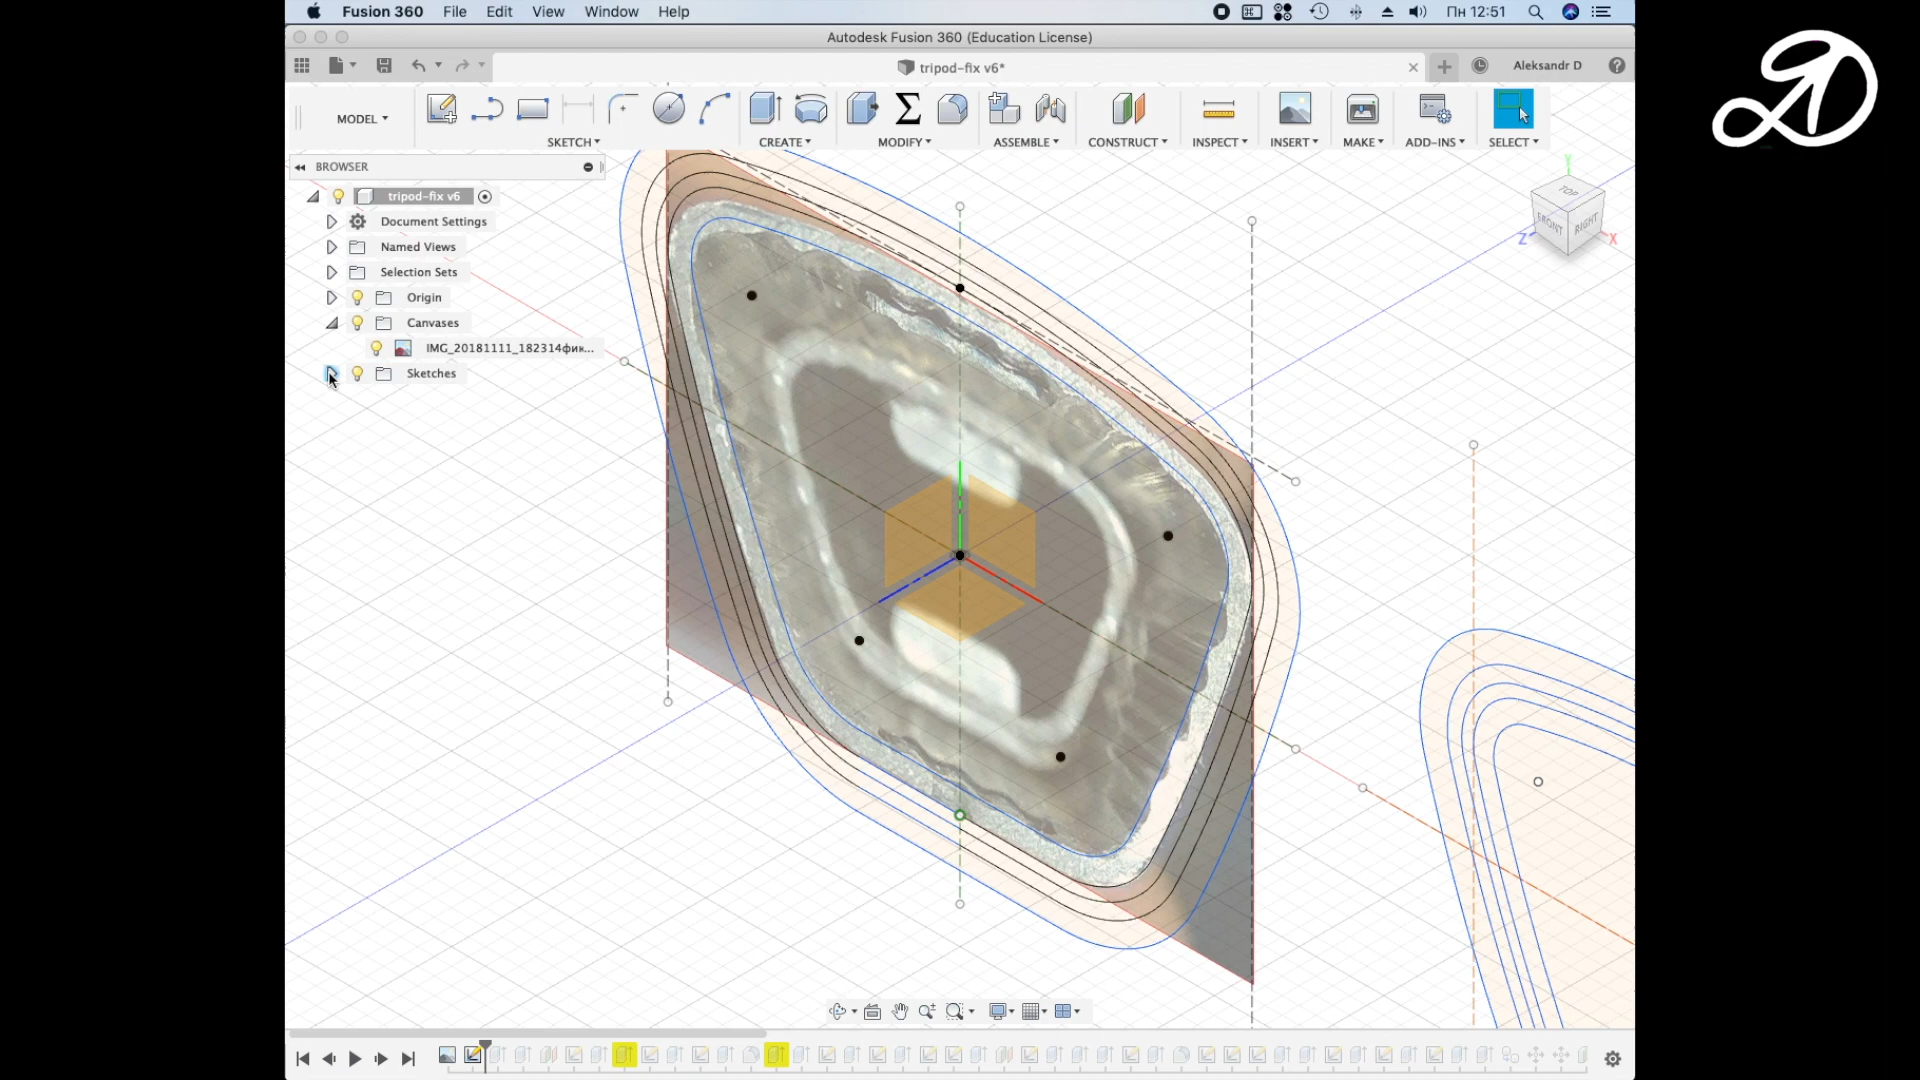 Fusion 360 File Edit View Window Help
ПН 12:51
Autodesk Fusion 360 (Education License)
tripod-fix v6*
Aleksandr D
MODEL
SKETCH
CREATE
MODIFY
ASSEMBLE
CONSTRUCT
INSPECT
INSERT
MAKE
ADD-INS
SELECT
BROWSER
tripod-fix v6
Document Settings
Named Views
Selection Sets
Origin
Canvases
IMG_20181111_182314фик...
Sketches
Y
TOP
FRONT
RIGHT
Z
X